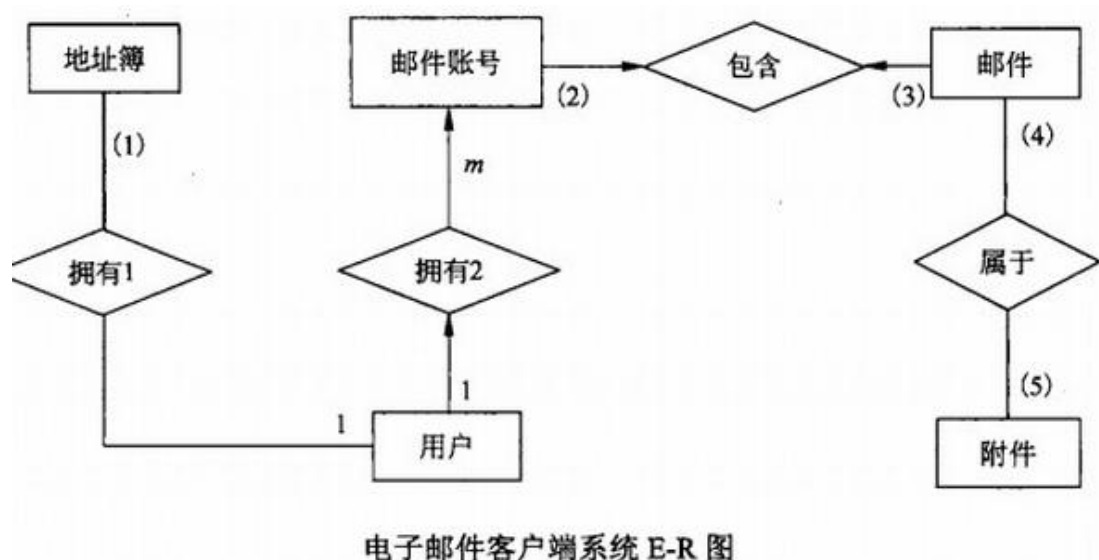 地址簿
邮件账号
(2)
包含
(3)
邮件
(1)
m
(4)
拥有1
拥有2
属于
1
1
用户
(5)
附件
电子邮件客户端系统 E-R 图